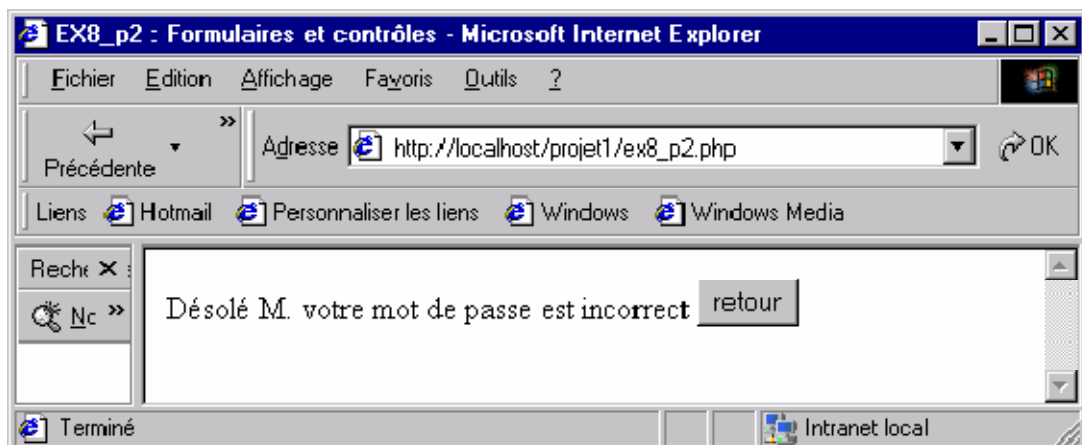 EX8_p2 : Formulaires et contrôles - Microsoft Internet Explorer
Fichier Edition Affichage Favoris Outils ?
Précédente » Adresse http://localhost/projet1/ex8_p2.php OK
Liens Hotmail Personnaliser les liens Windows Windows Media
Reche
Nc »
Désolé M. votre mot de passe est incorrect retour
Terminé Intranet local